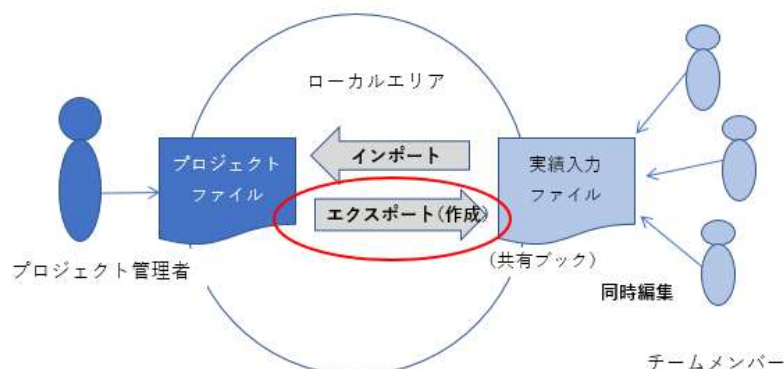 ローカルエリア
プロジェクト
ファイル
インポート
エクスポート(作成)
実績入力
ファイル
(共有ブック)
プロジェクト管理者
同時編集
チームメンバー